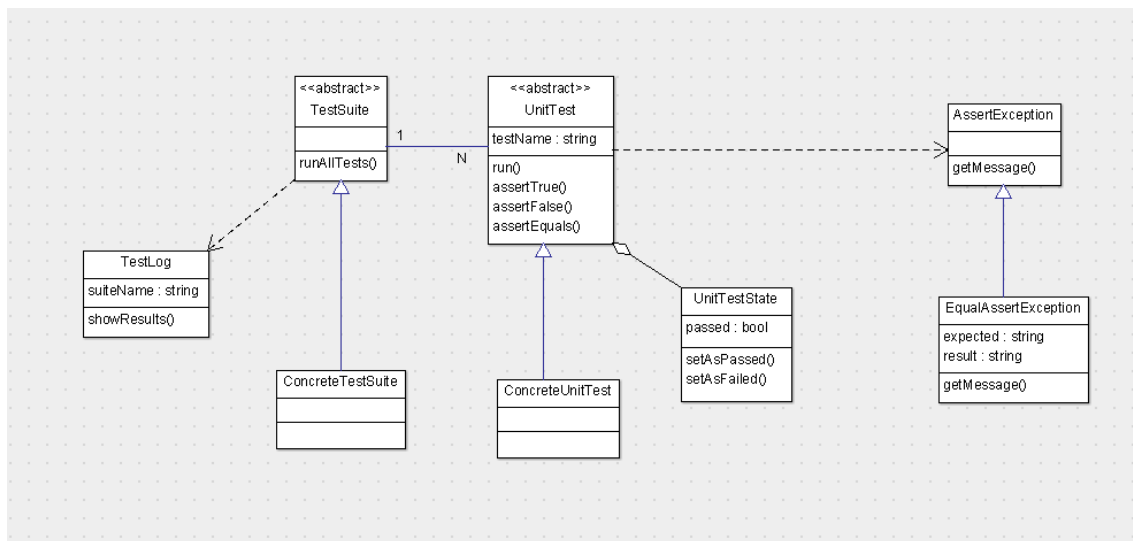 <<abstract>>
TestSuite
runAllTests()
1
N
<<abstract>>
UnitTest
testName : string
run()
assertTrue()
assertFalse()
assertEquals()
AssertException
getMessage()
TestLog
suiteName : string
showResults()
UnitTestState
passed : bool
setAsPassed()
setAsFailed()
EqualAssertException
expected : string
result : string
getMessage()
ConcreteTestSuite
ConcreteUnitTest